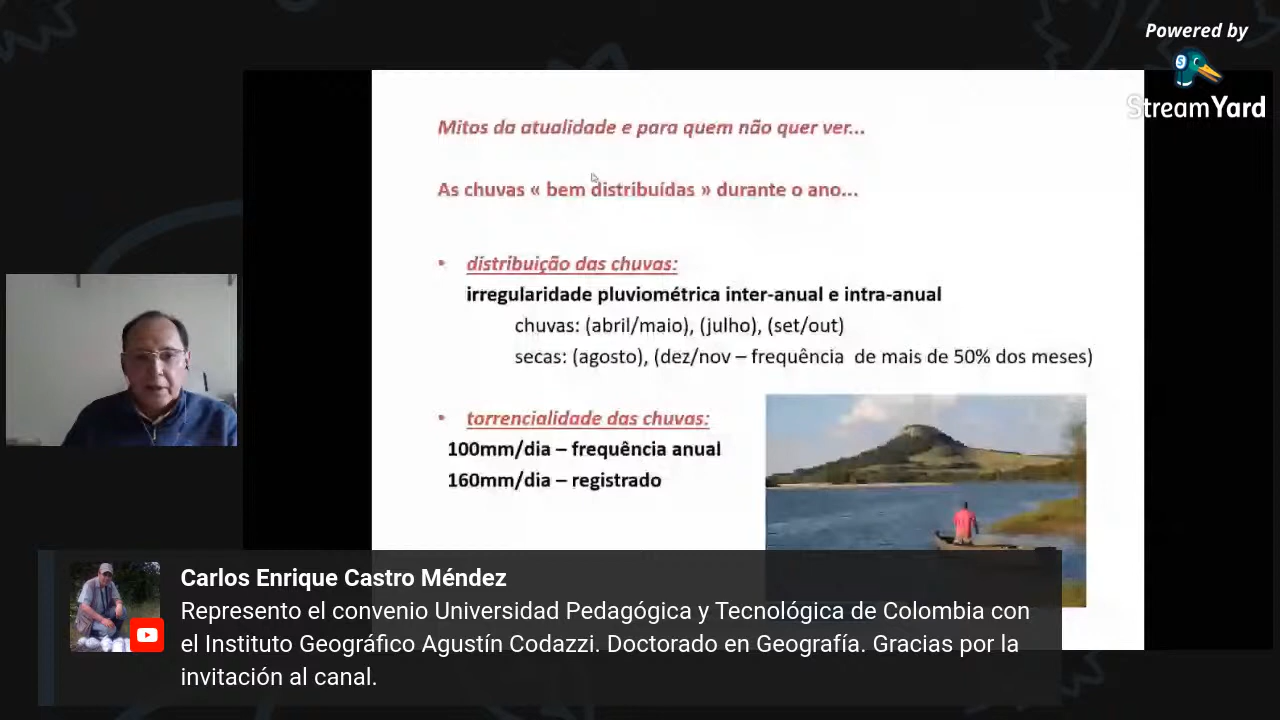 Powered by
StreamYard
Mitos da atualidade e para quem não quer ver...
As chuvas « bem distribuídas » durante o ano...
• distribuição das chuvas:
irregularidade pluviométrica inter-anual e intra-anual
chuvas: (abril/maio), (julho), (set/out)
secas: (agosto), (dez/nov – frequência de mais de 50% dos meses)
• torrencialidade das chuvas:
100mm/dia – frequência anual
160mm/dia – registrado
Carlos Enrique Castro Méndez
Represento el convenio Universidad Pedagógica y Tecnológica de Colombia con
el Instituto Geográfico Agustín Codazzi. Doctorado en Geografía. Gracias por la
invitación al canal.